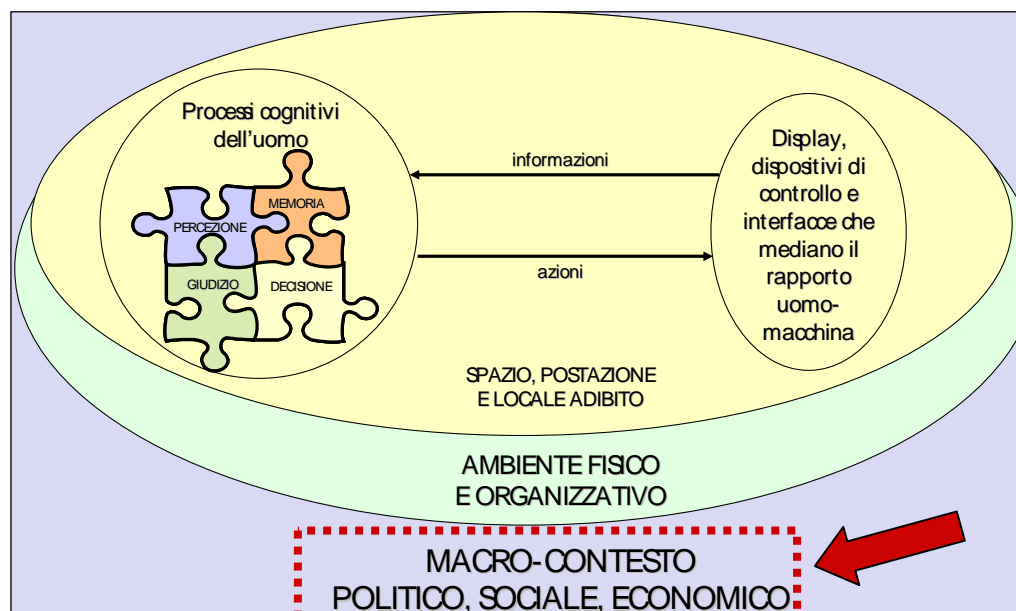 Processi cognitivi
dell'uomo
MEMORIA
PERCEZIONE
GIUDIZIO
DECISIONE
informazioni
azioni
Display,
dispositivi di
controllo e
interfacce che
mediano il
rapporto
uomo-
macchina
SPAZIO, POSTAZIONE
E LOCALE ADIBITO
AMBIENTE FISICO
E ORGANIZZATIVO
MACRO-CONTESTO
POLITICO, SOCIALE, ECONOMICO